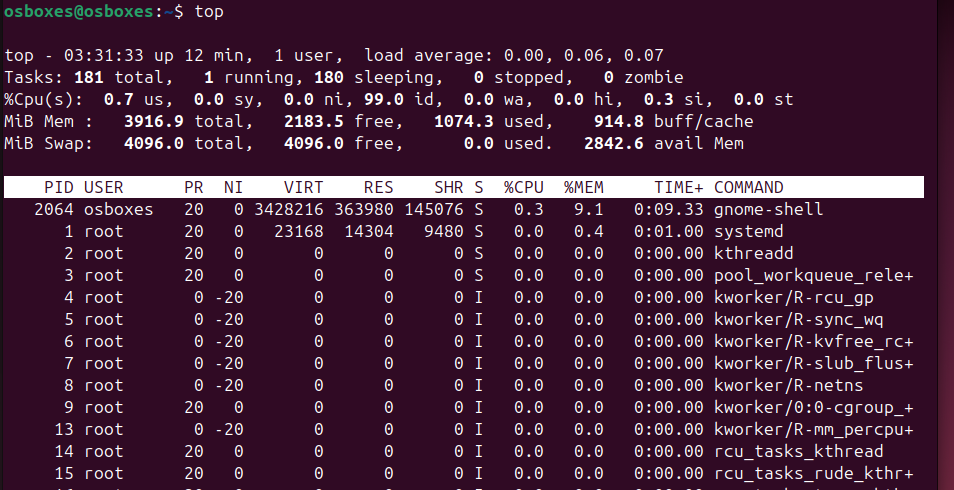 osboxes@osboxes:~$ top
top - 03:31:33 up 12 min,  1 user,  load average: 0.00, 0.06, 0.07
Tasks: 181 total,   1 running, 180 sleeping,   0 stopped,   0 zombie
%Cpu(s):  0.7 us,  0.0 sy,  0.0 ni, 99.0 id,  0.0 wa,  0.0 hi,  0.3 si,  0.0 st
MiB Mem :   3916.9 total,   2183.5 free,   1074.3 used,    914.8 buff/cache
MiB Swap:   4096.0 total,   4096.0 free,      0.0 used.   2842.6 avail Mem
    PID USER      PR  NI    VIRT    RES    SHR S  %CPU  %MEM     TIME+ COMMAND
   2064 osboxes   20   0 3428216 363980 145076 S   0.3   9.1   0:09.33 gnome-shell
      1 root      20   0   23168  14304   9480 S   0.0   0.4   0:01.00 systemd
      2 root      20   0       0      0      0 S   0.0   0.0   0:00.00 kthreadd
      3 root      20   0       0      0      0 S   0.0   0.0   0:00.00 pool_workqueue_rele+
      4 root       0 -20       0      0      0 I   0.0   0.0   0:00.00 kworker/R-rcu_gp
      5 root       0 -20       0      0      0 I   0.0   0.0   0:00.00 kworker/R-sync_wq
      6 root       0 -20       0      0      0 I   0.0   0.0   0:00.00 kworker/R-kvfree_rc+
      7 root       0 -20       0      0      0 I   0.0   0.0   0:00.00 kworker/R-slub_flus+
      8 root       0 -20       0      0      0 I   0.0   0.0   0:00.00 kworker/R-netns
      9 root      20   0       0      0      0 I   0.0   0.0   0:00.00 kworker/0:0-cgroup_+
     13 root       0 -20       0      0      0 I   0.0   0.0   0:00.00 kworker/R-mm_percpu+
     14 root      20   0       0      0      0 I   0.0   0.0   0:00.00 rcu_tasks_kthread
     15 root      20   0       0      0      0 I   0.0   0.0   0:00.00 rcu_tasks_rude_kthr+